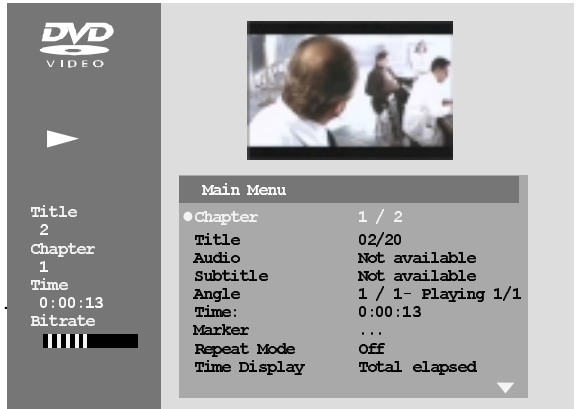 DVD
VIDEO
Title
2
Chapter
1
Time
0:00:13
Bitrate
Main Menu
Chapter 1 / 2
Title 02/20
Audio Not available
Subtitle Not available
Angle 1 / 1- Playing 1/1
Time: 0:00:13
Marker ...
Repeat Mode Off
Time Display Total elapsed